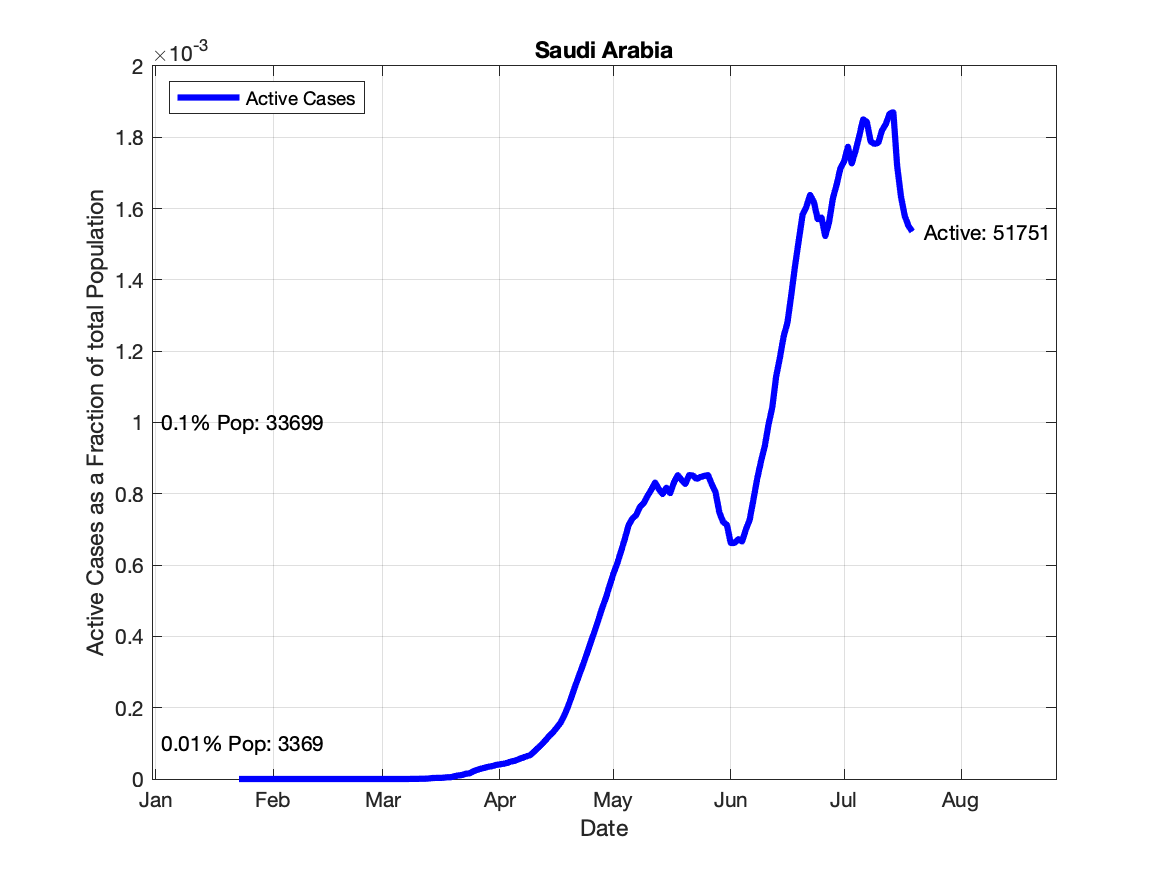 Saudi Arabia
×10⁻³
2
1.8
1.6
1.4
1.2
1
0.8
0.6
0.4
0.2
0
Active Cases
Active: 51751
0.1% Pop: 33699
0.01% Pop: 3369
Active Cases as a Fraction of total Population
Jan Feb Mar Apr May Jun Jul Aug
Date